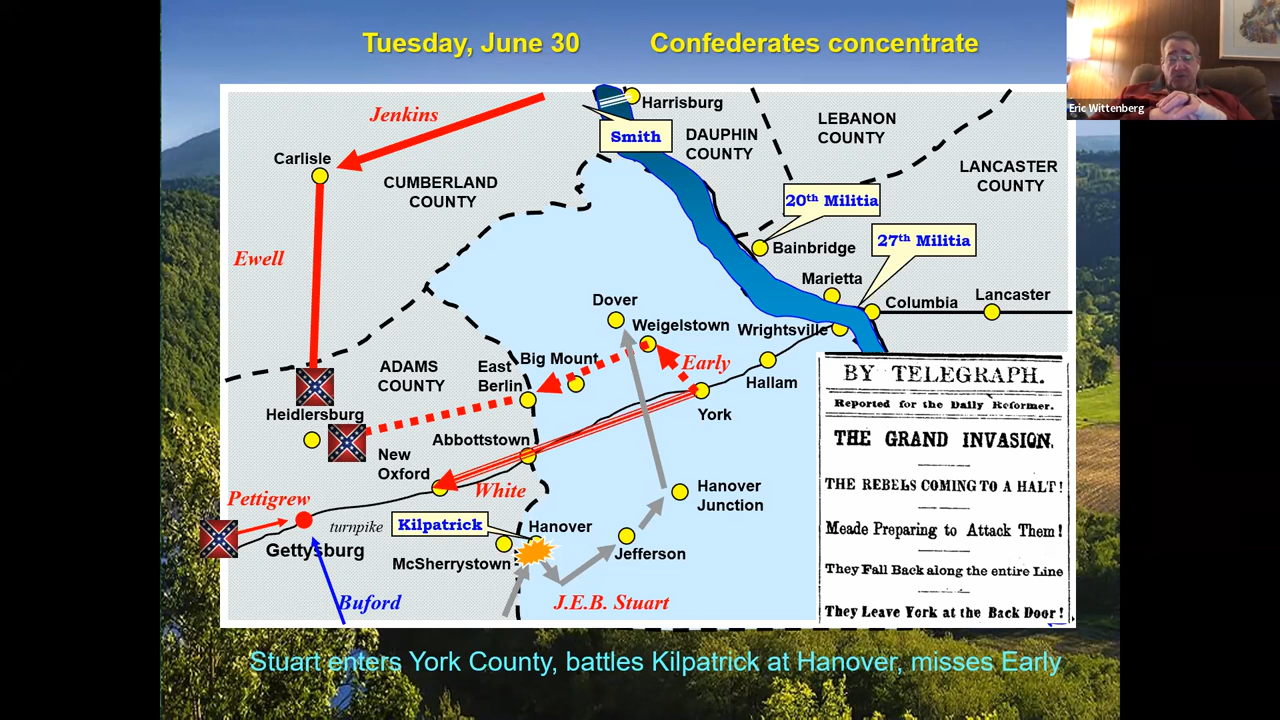 Tuesday, June 30
Confederates concentrate
Eric Wittenberg
Jenkins
Harrisburg
Smith
DAUPHIN
COUNTY
LEBANON
COUNTY
LANCASTER
COUNTY
Carlisle
CUMBERLAND
COUNTY
20th Militia
27th Militia
Bainbridge
Ewell
Marietta
Columbia
Lancaster
Dover
Weigelstown
Wrightsville
ADAMS
COUNTY
East
Berlin
Big Mount
Early
Hallam
York
Heidlersburg
Abbottstown
New
Oxford
White
Hanover
Junction
Pettigrew
turnpike
Kilpatrick
Hanover
Gettysburg
McSherrystown
Jefferson
Buford
J.E.B. Stuart
BY TELEGRAPH.
Reported for the Daily Reformer.
THE GRAND INVASION.
THE REBELS COMING TO A HALT!
Meade Preparing to Attack Them!
They Fall Back along the entire Line
They Leave York at the Back Door!
Stuart enters York County, battles Kilpatrick at Hanover, misses Early